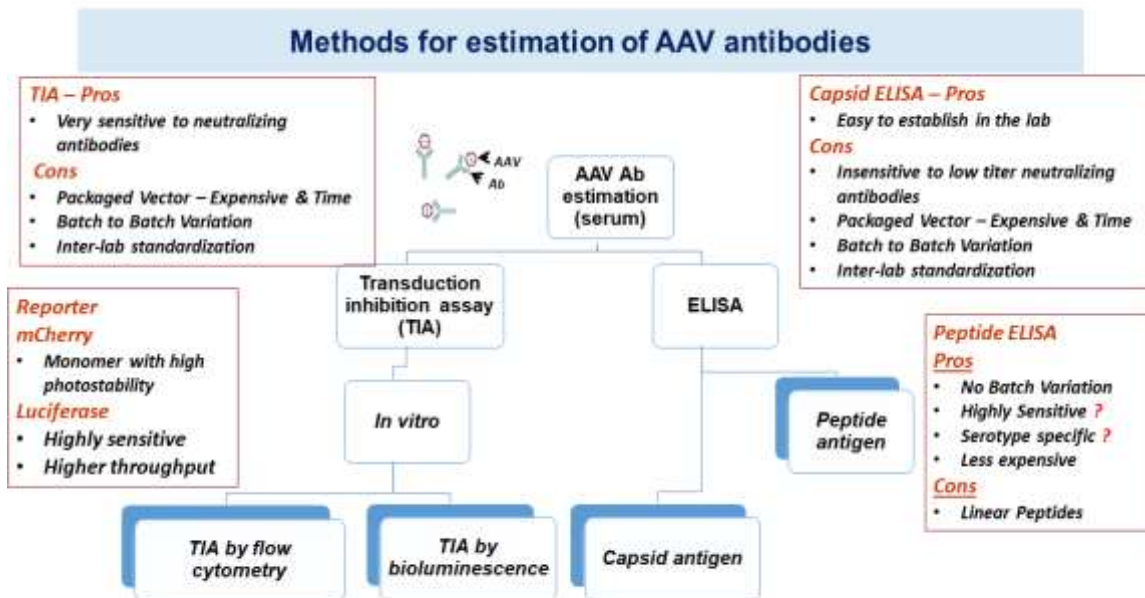 Methods for estimation of AAV antibodies
TIA – Pros
• Very sensitive to neutralizing
antibodies
Cons
• Packaged Vector – Expensive & Time
• Batch to Batch Variation
• Inter-lab standardization
AAV
Ab
AAV Ab
estimation
(serum)
Capsid ELISA – Pros
• Easy to establish in the lab
Cons
• Insensitive to low titer neutralizing
antibodies
• Packaged Vector – Expensive & Time
• Batch to Batch Variation
• Inter-lab standardization
Transduction
inhibition assay
(TIA)
ELISA
Reporter
mCherry
• Monomer with high
photostability
Luciferase
• Highly sensitive
• Higher throughput
In vitro
Peptide
antigen
Peptide ELISA
Pros
• No Batch Variation
• Highly Sensitive ?
• Serotype specific ?
• Less expensive
Cons
• Linear Peptides
TIA by flow
cytometry
TIA by
bioluminescence
Capsid antigen